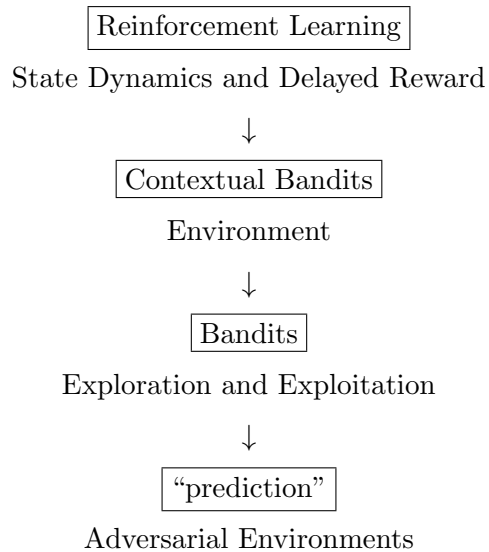 Reinforcement Learning
State Dynamics and Delayed Reward
↓
Contextual Bandits
Environment
↓
Bandits
Exploration and Exploitation
↓
“prediction”
Adversarial Environments